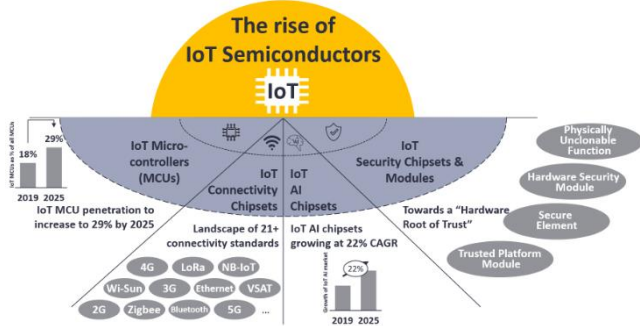 The rise of
IoT Semiconductors
IoT
IoT Micro-
controllers
(MCUs)
IoT
Connectivity
Chipsets
IoT
AI
Chipsets
IoT
Security Chipsets &
Modules
IoT MCUs as % of all MCUs
18%
29%
2019 2025
IoT MCU penetration to
increase to 29% by 2025
Landscape of 21+
connectivity standards
4G LoRa NB-IoT
Wi-Sun 3G Ethernet VSAT
2G Zigbee Bluetooth 5G ...
IoT AI chipsets
growing at 22% CAGR
Growth of IoT AI market
22%
2019 2025
Towards a “Hardware
Root of Trust”
Physically
Unclonable
Function
Hardware Security
Module
Secure
Element
Trusted Platform
Module